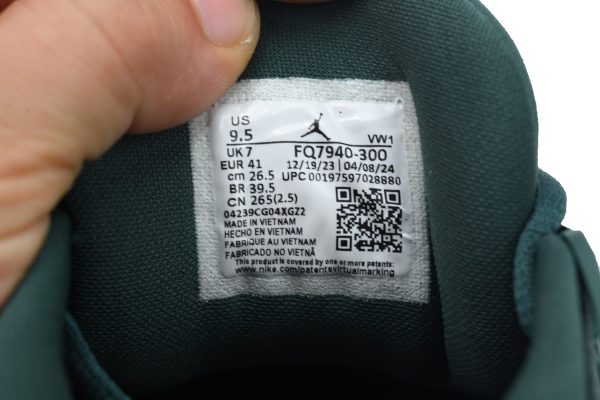 US
9.5 VW1
UK 7 FQ7940-300
EUR 41 12/19/23 | 04/08/24
cm 26.5 UPC 00197597028880
BR 39.5
CN 265(2.5)
04239CG04XGZ2
MADE IN VIETNAM
HECHO EN VIETNAM
FABRIQUE AU VIETNAM
FABRICADO NO VIETNÃ
This product is covered by one or more patents.
www.nike.com/patentsvirtualmarking